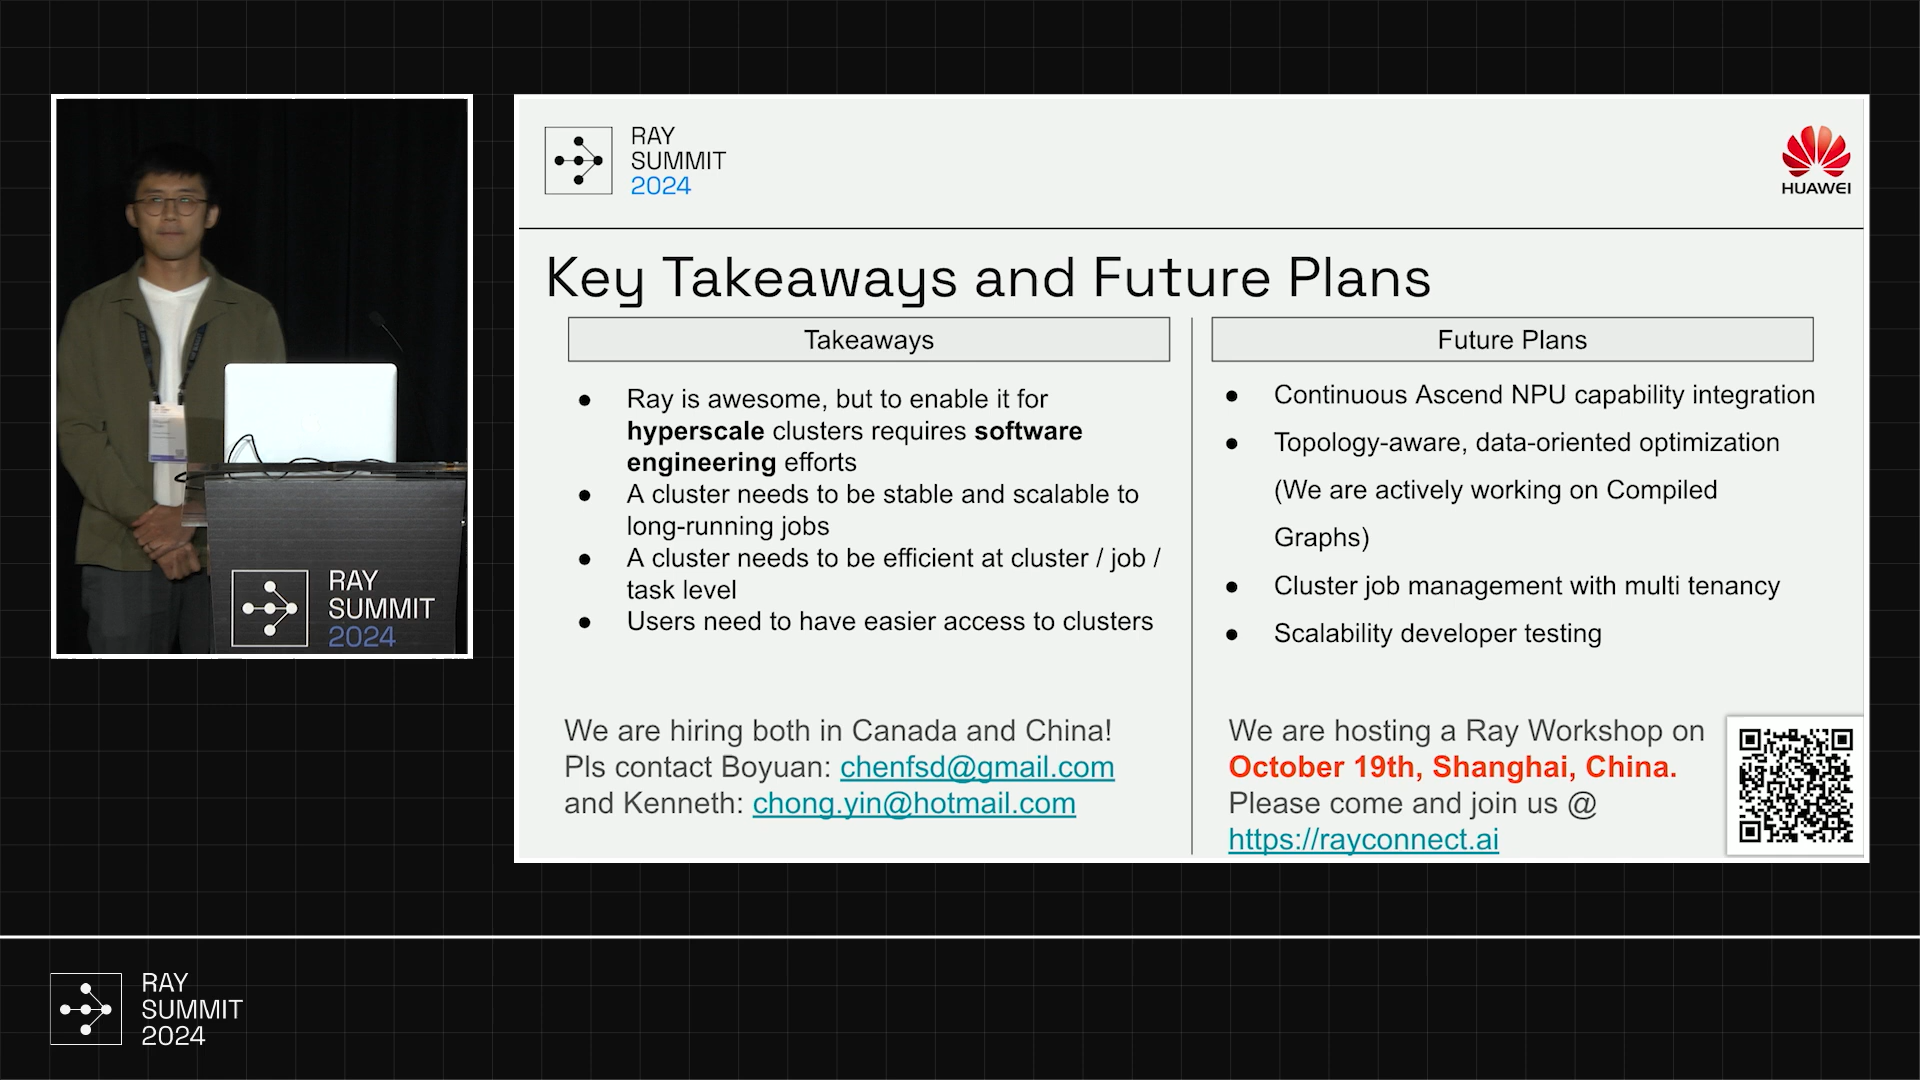 RAY
SUMMIT
2024
HUAWEI
Key Takeaways and Future Plans
Takeaways
● Ray is awesome, but to enable it for
hyperscale clusters requires software
engineering efforts
● A cluster needs to be stable and scalable to
long-running jobs
● A cluster needs to be efficient at cluster / job /
task level
● Users need to have easier access to clusters
We are hiring both in Canada and China!
Pls contact Boyuan: chenfsd@gmail.com
and Kenneth: chong.yin@hotmail.com
Future Plans
● Continuous Ascend NPU capability integration
● Topology-aware, data-oriented optimization
(We are actively working on Compiled
Graphs)
● Cluster job management with multi tenancy
● Scalability developer testing
We are hosting a Ray Workshop on
October 19th, Shanghai, China.
Please come and join us @
https://rayconnect.ai
RAY
SUMMIT
2024
RAY
SUMMIT
2024